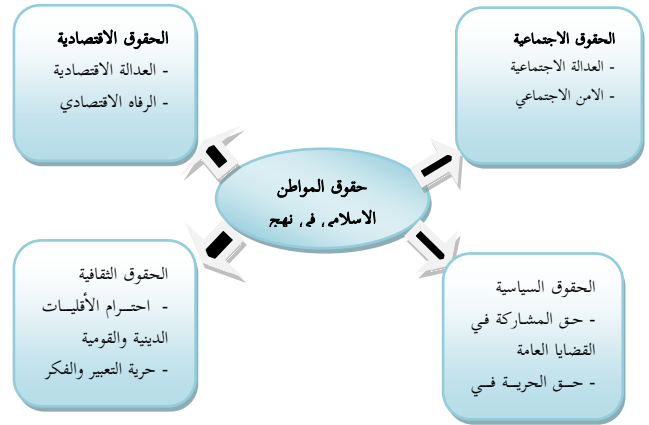 الحقوق الاجتماعية
- العدالة الاجتماعية
- الامن الاجتماعي
الحقوق الاقتصادية
- العدالة الاقتصادية
- الرفاه الاقتصادي
حقوق المواطن
الاسلامي في نهج
الحقوق السياسية
- حق المشاركة في
القضايا العامة
- حق الحرية في
الحقوق الثقافية
- احترام الأقليات
الدينية والقومية
- حرية التعبير والفكر